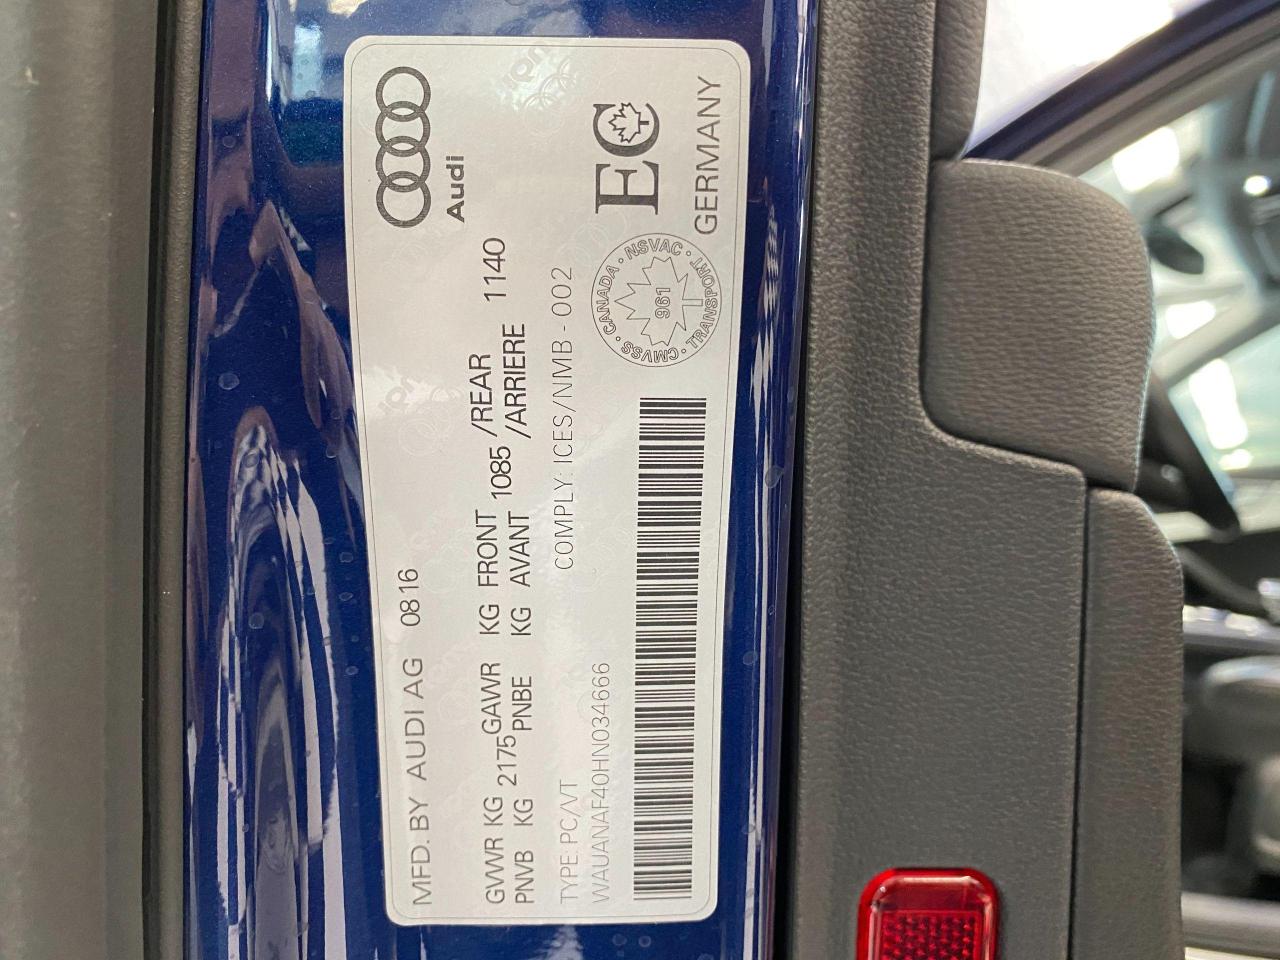 Audi
MFD. BY AUDI AG 0816
GVWR KG 2175 GAWR KG FRONT 1085 /REAR 1140
PNVB KG PNBE KG AVANT /ARRIERE
TYPE: PC/VT COMPLY: ICES/NMB - 002
WAUANAF40HN034666
CANADA · NSVAC · TRANSPORT · CMVSS ·
961
EC
GERMANY